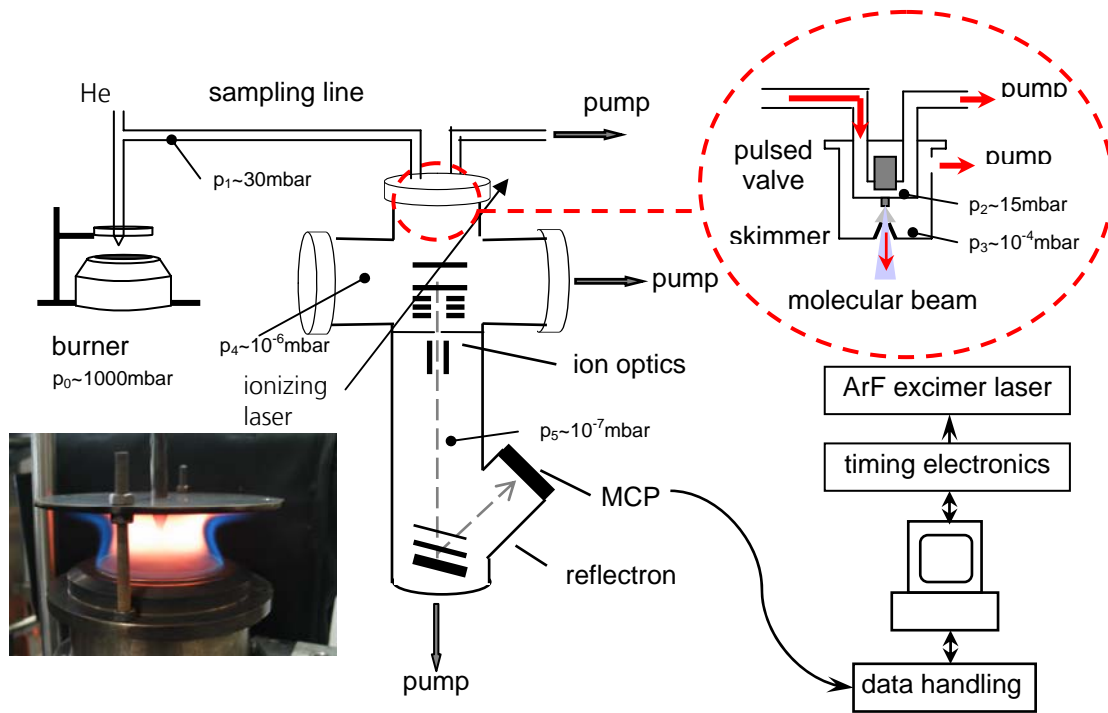 He
sampling line
pump
p₁~30mbar
burner
p₀~1000mbar
p₄~10⁻⁶mbar
ionizing
laser
pump
ion optics
p₅~10⁻⁷mbar
MCP
reflectron
pump
pump
pump
pulsed
valve
p₂~15mbar
skimmer
p₃~10⁻⁴mbar
molecular beam
ArF excimer laser
timing electronics
data handling